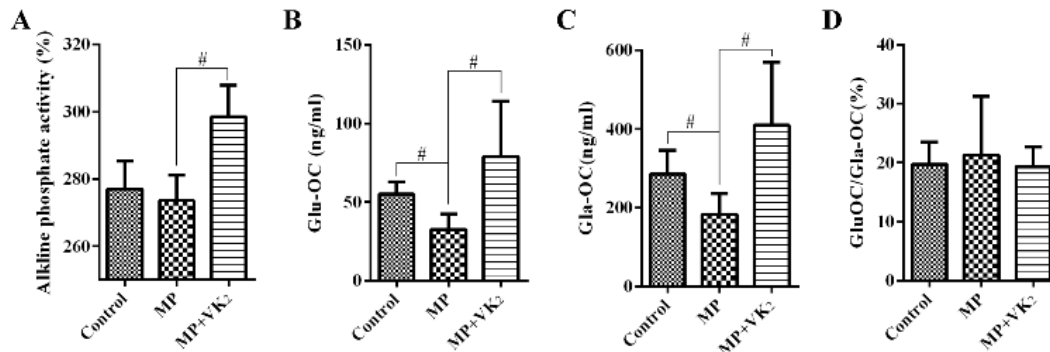 A
Alkline phosphate activity (%)
320
300
280
260
#
Control
MP
MP+VK2
B
Glu-OC (ng/ml)
150
100
50
0
#
#
Control
MP
MP+VK2
C
Gla-OC(ng/ml)
600
400
200
0
#
#
Control
MP
MP+VK2
D
GluOC/Gla-OC(%)
40
30
20
10
0
Control
MP
MP+VK2